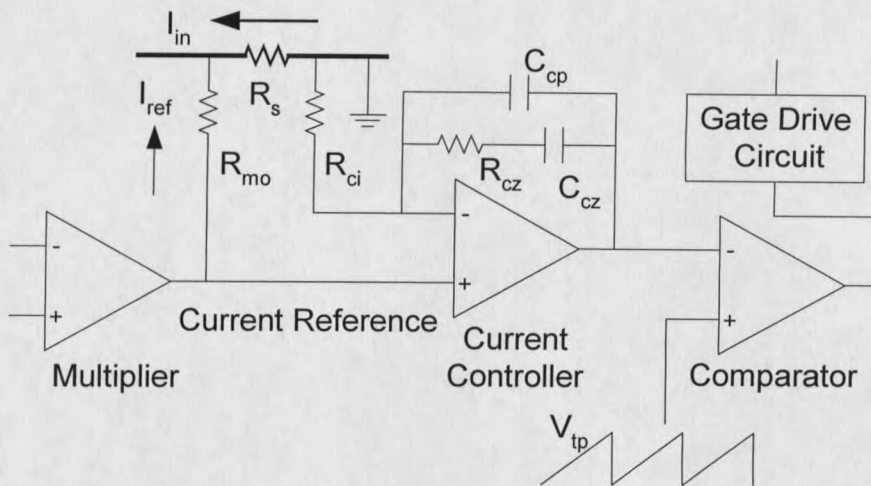 I_in
I_ref
R_s
R_mo
R_ci
C_cp
R_cz
C_cz
Gate Drive
Circuit
-
+
-
+
-
+
Current Reference
Multiplier
Current
Controller
Comparator
V_tp